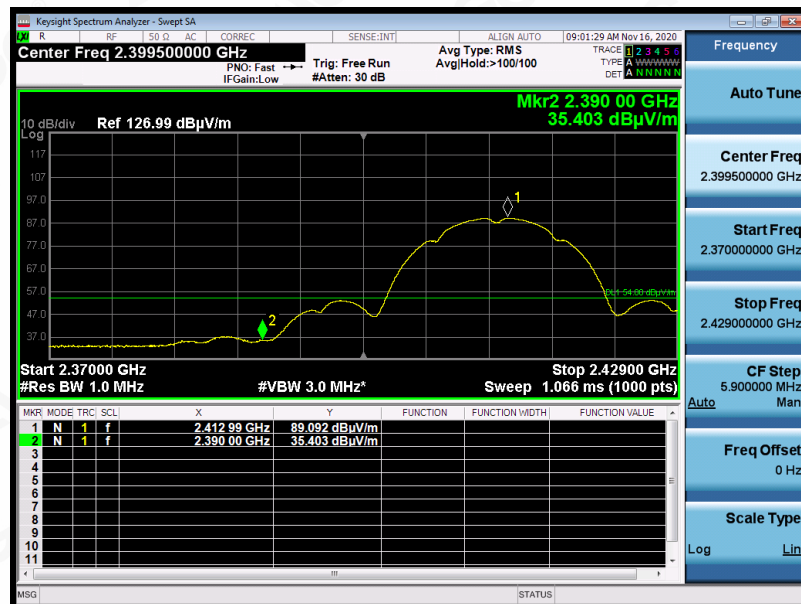 Keysight Spectrum Analyzer - Swept SA
LXI R RF 50 Ω AC CORREC SENSE:INT ALIGN AUTO 09:01:29 AM Nov 16, 2020
Center Freq 2.399500000 GHz
PNO: Fast
IFGain:Low
Trig: Free Run
#Atten: 30 dB
Avg Type: RMS
Avg|Hold:>100/100
TRACE 1 2 3 4 5 6
TYPE A WWWWW
DET A N N N N N
Mkr2 2.390 00 GHz
35.403 dBµV/m
10 dB/div Ref 126.99 dBµV/m
Log
117
107
97.0
87.0
77.0
67.0
57.0
47.0
37.0
1
2
DL1 54.00 dBµV/m
Start 2.37000 GHz Stop 2.42900 GHz
#Res BW 1.0 MHz #VBW 3.0 MHz* Sweep 1.066 ms (1000 pts)
MKR MODE TRC SCL X Y FUNCTION FUNCTION WIDTH FUNCTION VALUE
1 N 1 f 2.412 99 GHz 89.092 dBµV/m
2 N 1 f 2.390 00 GHz 35.403 dBµV/m
3
4
5
6
7
8
9
10
11
MSG STATUS
Frequency
Auto Tune
Center Freq
2.399500000 GHz
Start Freq
2.370000000 GHz
Stop Freq
2.429000000 GHz
CF Step
5.900000 MHz
Auto Man
Freq Offset
0 Hz
Scale Type
Log Lin